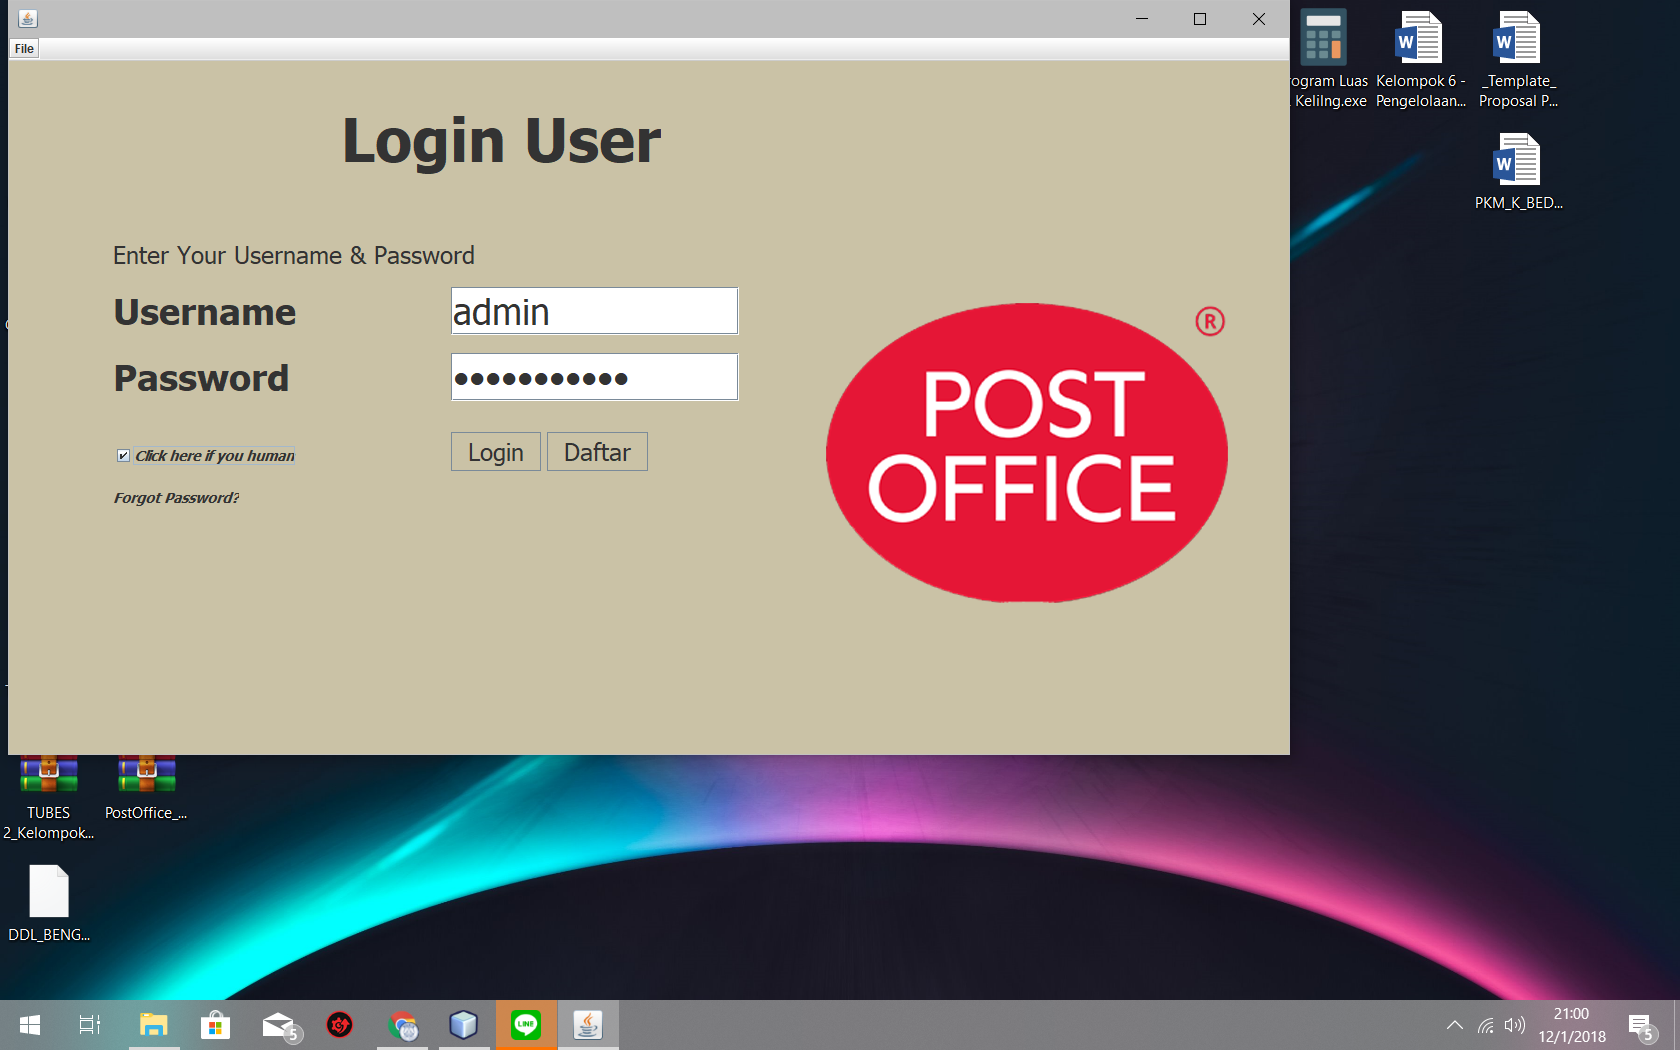 File
Login User
Enter Your Username & Password
Username
admin
Password
Click here if you human
Login
Daftar
Forgot Password?
POST
OFFICE
®
rogram Luas
Kelilng.exe
Kelompok 6 -
Pengelolaan...
_Template_
Proposal P...
W
W
PKM_K_BED...
W
TUBES
2_Kelompok...
PostOffice_...
DDL_BENG...
5
LINE
21:00
12/1/2018
5